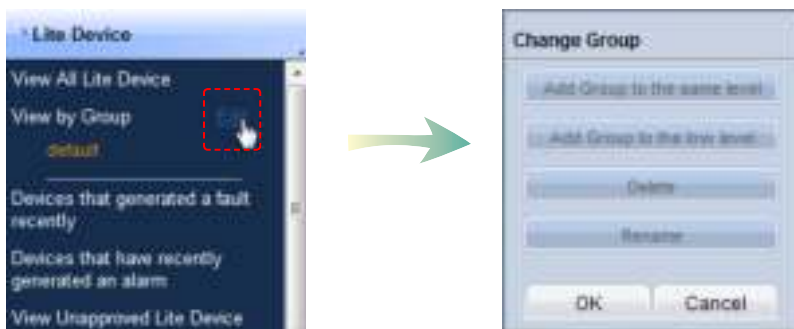 Lite Device
View All Lite Device
View by Group
default
Devices that generated a fault
recently
Devices that have recently
generated an alarm
View Unapproved Lite Device
Change Group
Add Group to the same level
Add Group to the low level
Delete
Rename
OK
Cancel